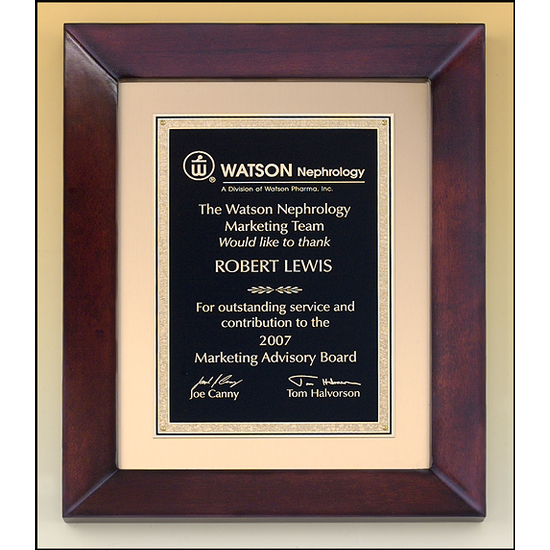 WATSON Nephrology
A Division of Watson Pharma, Inc.
The Watson Nephrology
Marketing Team
Would like to thank
ROBERT LEWIS
For outstanding service and
contribution to the
2007
Marketing Advisory Board
Joe Canny
Tom Halvorson